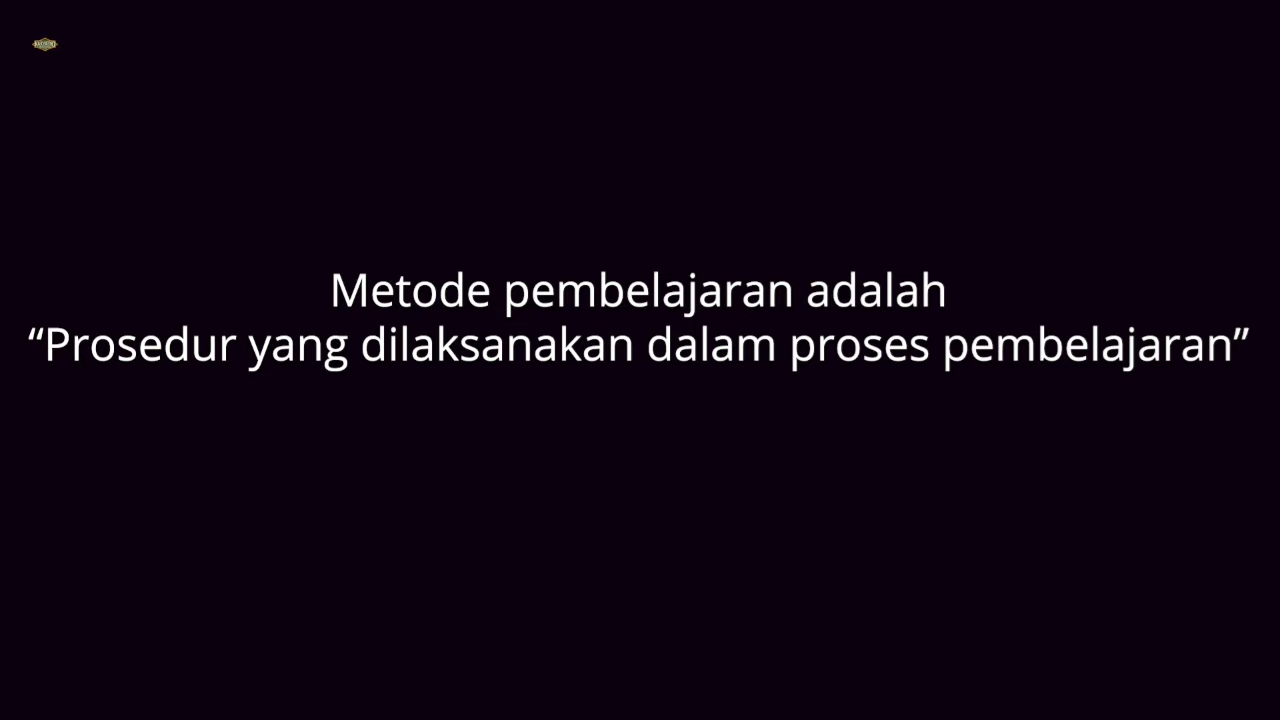 Metode pembelajaran adalah
“Prosedur yang dilaksanakan dalam proses pembelajaran”